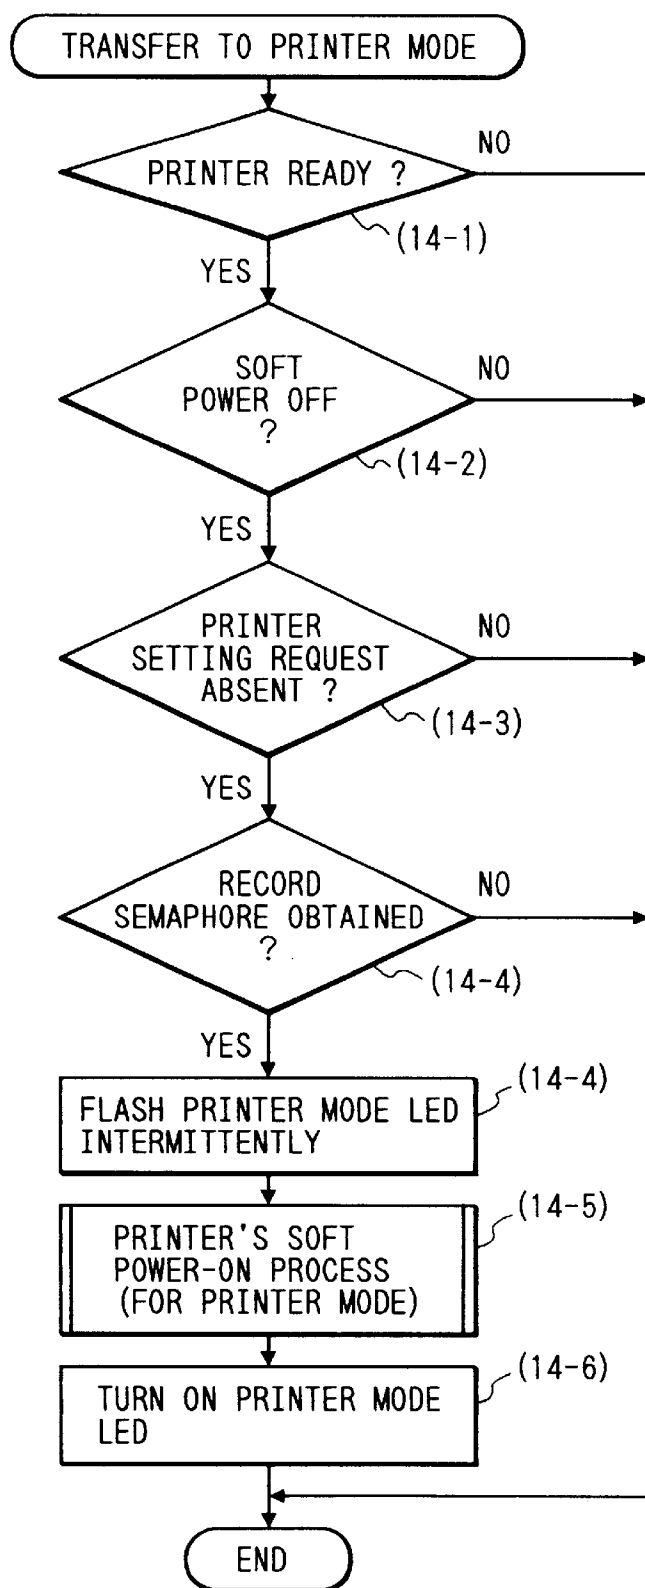 TRANSFER TO PRINTER MODE
NO
PRINTER READY ?
(14-1)
YES
SOFT
POWER OFF
?
NO
(14-2)
YES
PRINTER
SETTING REQUEST
ABSENT ?
NO
(14-3)
YES
RECORD
SEMAPHORE OBTAINED
?
NO
(14-4)
YES
(14-4)
FLASH PRINTER MODE LED
INTERMITTENTLY
(14-5)
PRINTER'S SOFT
POWER-ON PROCESS
(FOR PRINTER MODE)
(14-6)
TURN ON PRINTER MODE
LED
END